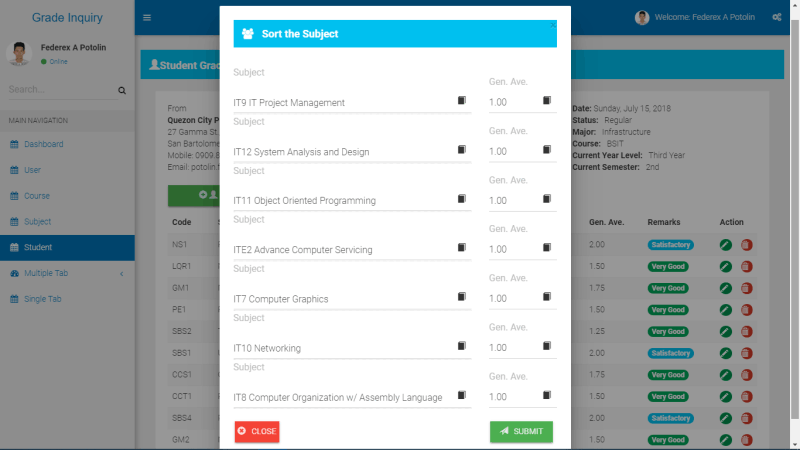 Grade Inquiry
Welcome: Federex A Potolin
Federex A Potolin
Online
Search...
MAIN NAVIGATION
Dashboard
User
Course
Subject
Student
Multiple Tab
Single Tab
Student Grad
From
Quezon City P
27 Gamma St.
San Bartolome
Mobile: 0909.8
Email: potolin.f
Date: Sunday, July 15, 2018
Status: Regular
Major: Infrastructure
Course: BSIT
Current Year Level: Third Year
Current Semester: 2nd
Code Gen. Ave. Remarks Action
NS1 2.00 Satisfactory
LQR1 1.50 Very Good
GM1 1.75 Very Good
PE1 1.50 Very Good
SBS2 1.25 Very Good
SBS1 2.00 Satisfactory
CCS1 1.75 Very Good
CCT1 1.50 Very Good
SBS4 2.00 Satisfactory
GM2 1.50 Very Good
Sort the Subject
x
Subject Gen. Ave.
IT9 IT Project Management 1.00
Subject Gen. Ave.
IT12 System Analysis and Design 1.00
Subject Gen. Ave.
IT11 Object Oriented Programming 1.00
Subject Gen. Ave.
ITE2 Advance Computer Servicing 1.00
Subject Gen. Ave.
IT7 Computer Graphics 1.00
Subject Gen. Ave.
IT10 Networking 1.00
Subject Gen. Ave.
IT8 Computer Organization w/ Assembly Language 1.00
CLOSE SUBMIT